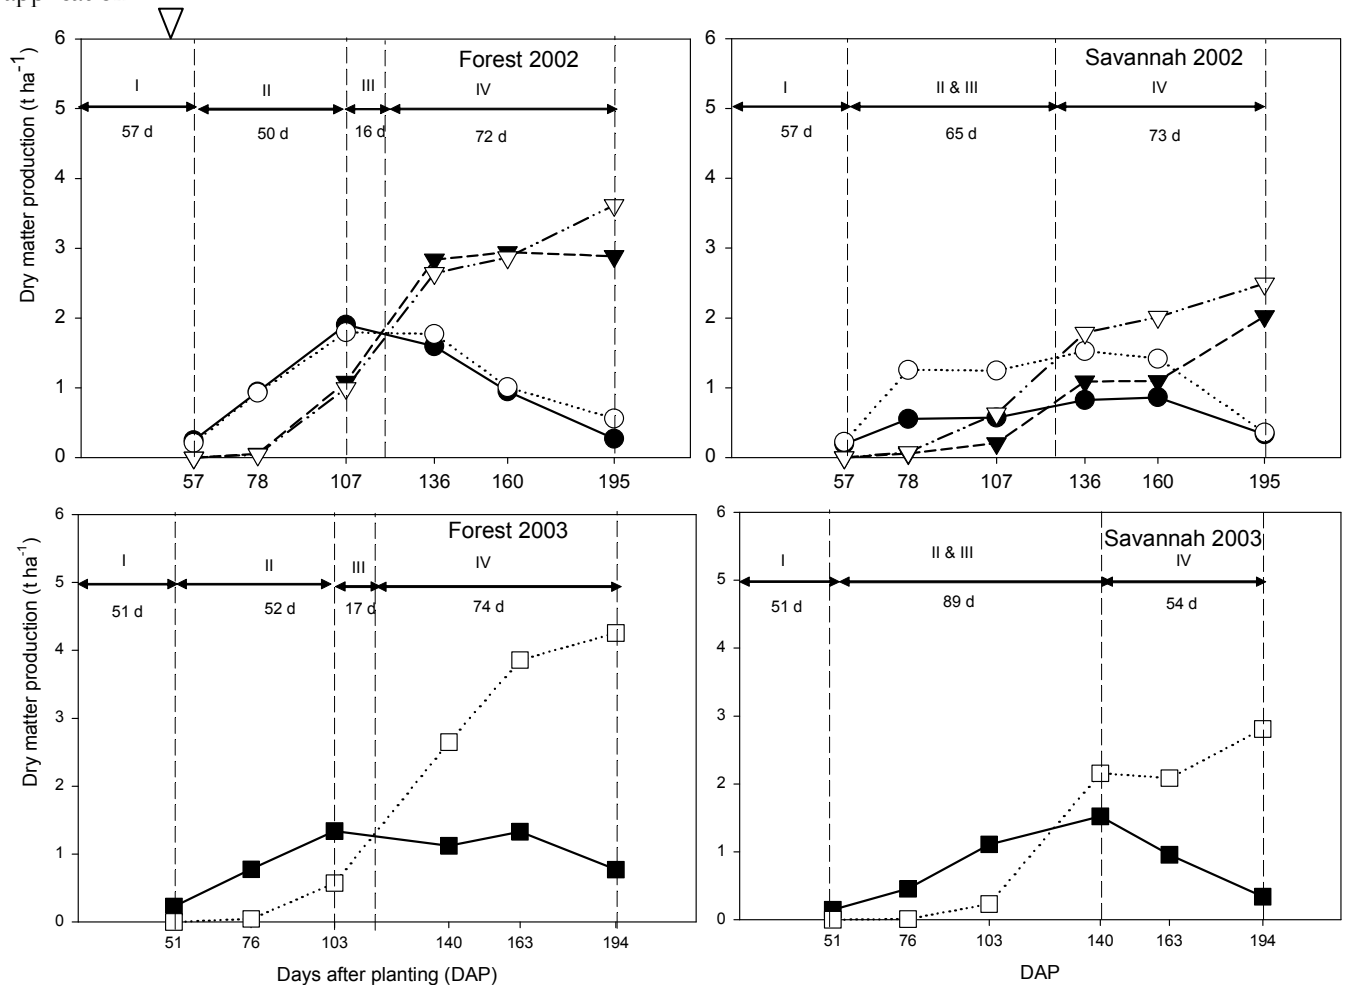 Forest 2002
Dry matter production (t ha⁻¹)
6
5
4
3
2
1
0
I
II
III
IV
57 d
50 d
16 d
72 d
57
78
107
136
160
195
Savannah 2002
6
5
4
3
2
1
0
I
II & III
IV
57 d
65 d
73 d
57
78
107
136
160
195
Forest 2003
Dry matter production (t ha⁻¹)
6
5
4
3
2
1
0
I
II
III
IV
51 d
52 d
17 d
74 d
51
76
103
140
163
194
Days after planting (DAP)
Savannah 2003
6
5
4
3
2
1
0
I
II & III
IV
51 d
89 d
54 d
51
76
103
140
163
194
DAP